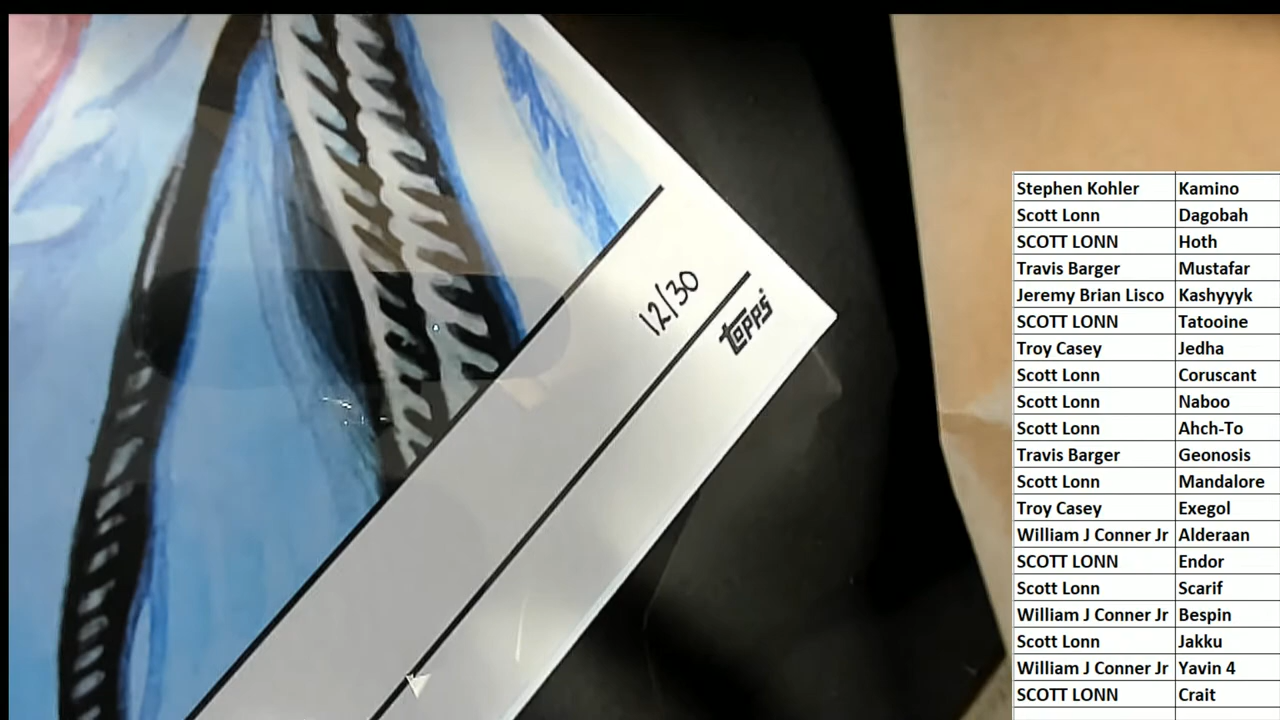 12/30
topps
Stephen Kohler Kamino
Scott Lonn Dagobah
SCOTT LONN Hoth
Travis Barger Mustafar
Jeremy Brian Lisco Kashyyyk
SCOTT LONN Tatooine
Troy Casey Jedha
Scott Lonn Coruscant
Scott Lonn Naboo
Scott Lonn Ahch-To
Travis Barger Geonosis
Scott Lonn Mandalore
Troy Casey Exegol
William J Conner Jr Alderaan
SCOTT LONN Endor
Scott Lonn Scarif
William J Conner Jr Bespin
Scott Lonn Jakku
William J Conner Jr Yavin 4
SCOTT LONN Crait